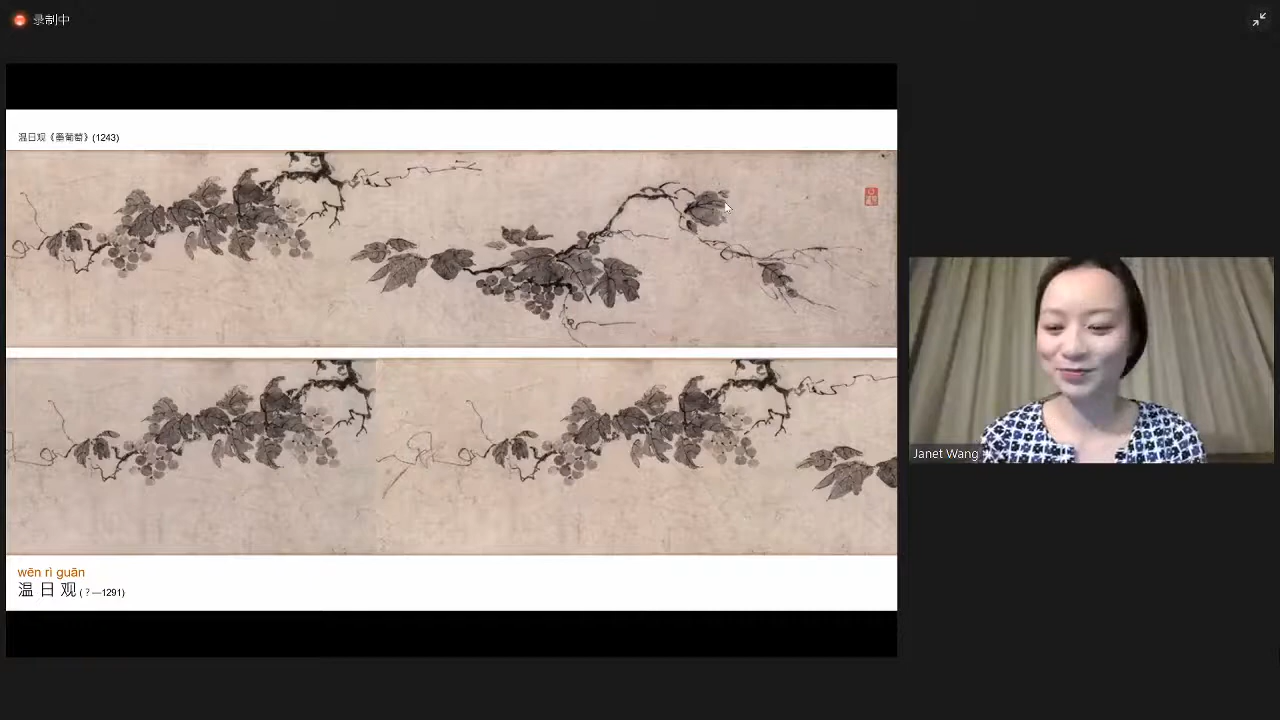 录制中
温日观《墨葡萄》(1243)
wēn rì guān
温 日 观 ( ? —1291)
Janet Wang